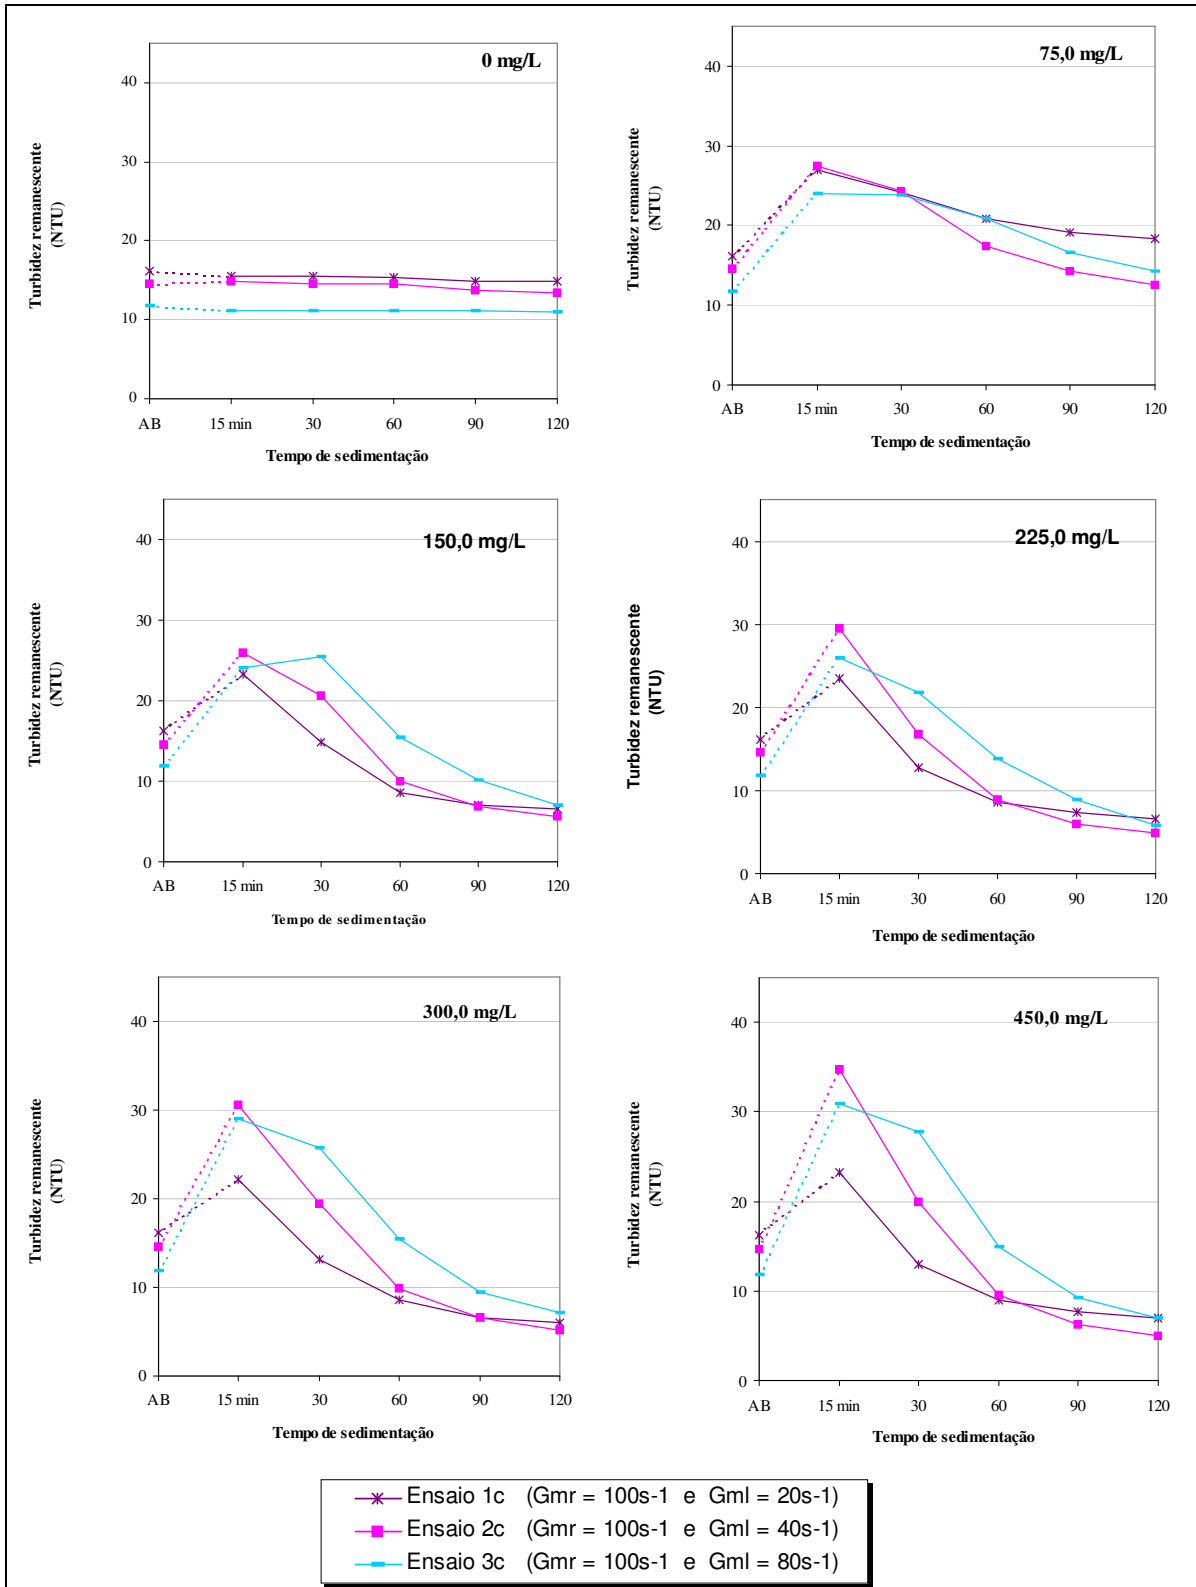 0 mg/L
Turbidez remanescente
(NTU)
40
30
20
10
0
AB 15 min 30 60 90 120
Tempo de sedimentação
75,0 mg/L
Turbidez remanescente
(NTU)
40
30
20
10
0
AB 15 min 30 60 90 120
Tempo de sedimentação
150,0 mg/L
Turbidez remanescente
(NTU)
40
30
20
10
0
AB 15 min 30 60 90 120
Tempo de sedimentação
225,0 mg/L
Turbidez remanescente
(NTU)
40
30
20
10
0
AB 15 min 30 60 90 120
Tempo de sedimentação
300,0 mg/L
Turbidez remanescente
(NTU)
40
30
20
10
0
AB 15 min 30 60 90 120
Tempo de sedimentação
450,0 mg/L
Turbidez remanescente
(NTU)
40
30
20
10
0
AB 15 min 30 60 90 120
Tempo de sedimentação
Ensaio 1c (Gmr = 100s-1 e Gml = 20s-1)
Ensaio 2c (Gmr = 100s-1 e Gml = 40s-1)
Ensaio 3c (Gmr = 100s-1 e Gml = 80s-1)